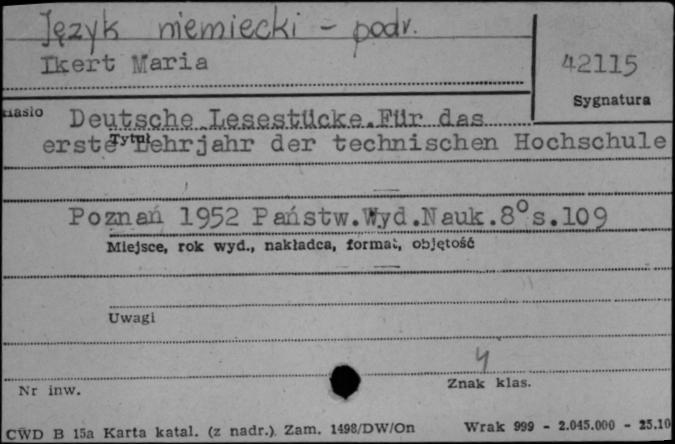 Język niemiecki - podr.
Ikert Maria
42115
Sygnatura
Hasło Deutsche Lesestücke.Für das
erste Lehrjahr der technischen Hochschule
Tytuł
Poznań 1952 Państw.Wyd.Nauk.8° s.109
Miejsce, rok wyd., nakładca, format, objętość
Uwagi
4
Nr inw.
Znak klas.
CWD B 15a Karta katal. (z nadr.). Zam. 1498/DW/On Wrak 999 - 2.045.000 - 25.10